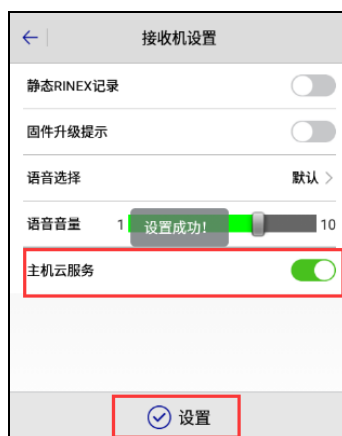 接收机设置
静态RINEX记录
固件升级提示
语音选择 默认
语音音量 1 设置成功! 10
主机云服务
设置